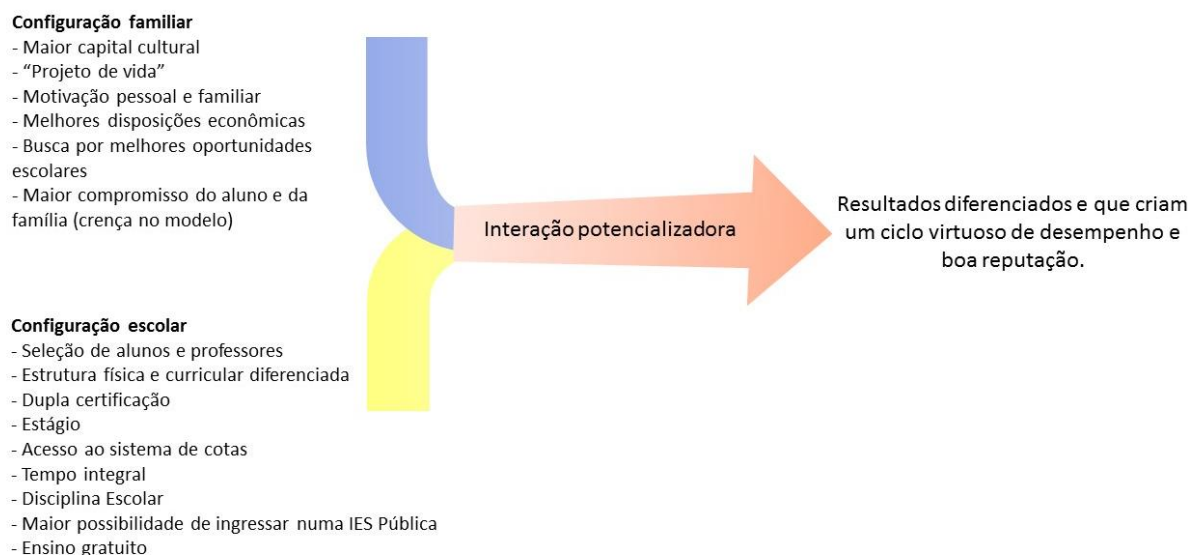 Configuração familiar
- Maior capital cultural
- “Projeto de vida”
- Motivação pessoal e familiar
- Melhores disposições econômicas
- Busca por melhores oportunidades
escolares
- Maior compromisso do aluno e da
família (crença no modelo)
Interação potencializadora
Resultados diferenciados e que criam
um ciclo virtuoso de desempenho e
boa reputação.
Configuração escolar
- Seleção de alunos e professores
- Estrutura física e curricular diferenciada
- Dupla certificação
- Estágio
- Acesso ao sistema de cotas
- Tempo integral
- Disciplina Escolar
- Maior possibilidade de ingressar numa IES Pública
- Ensino gratuito